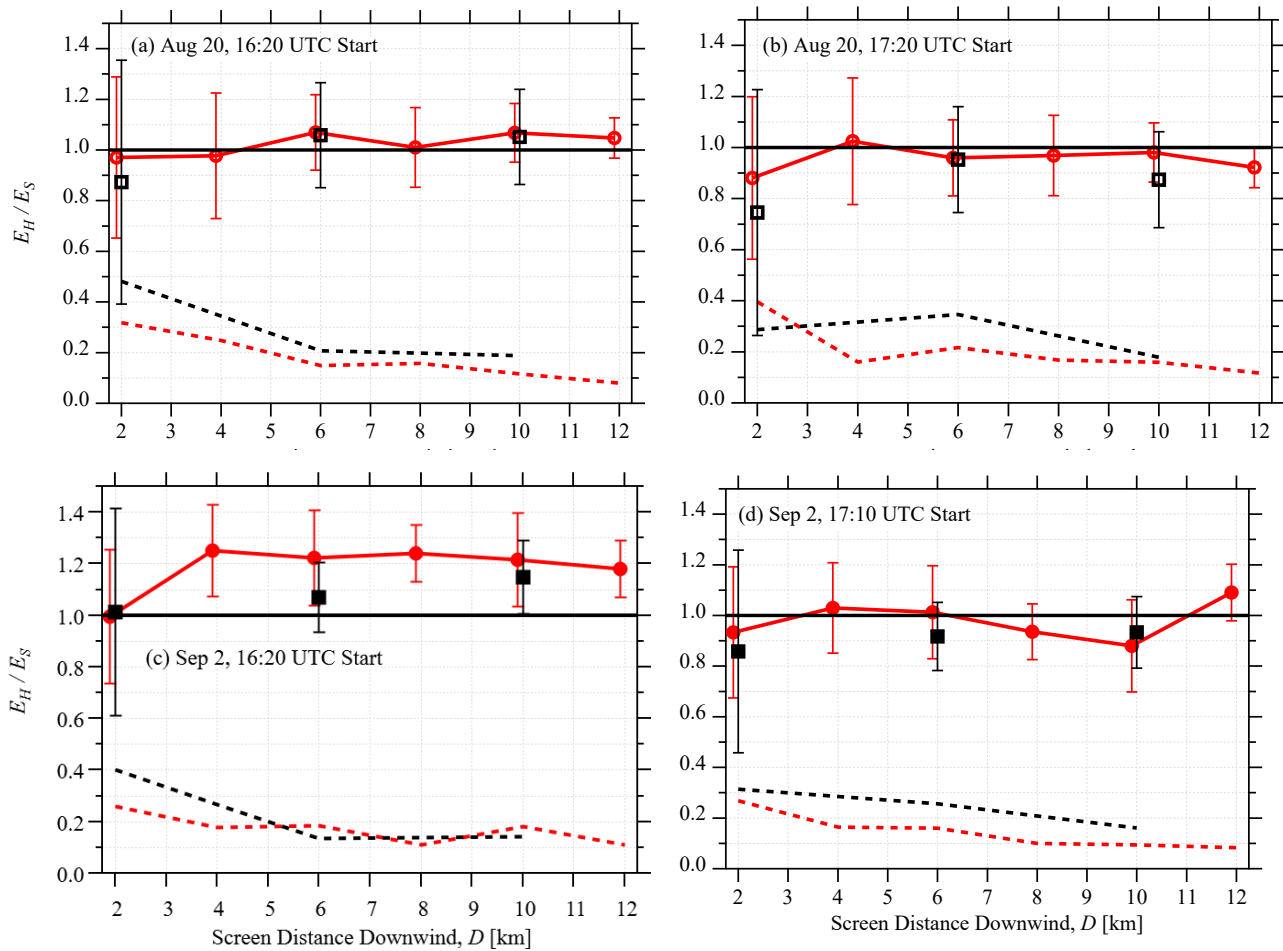 (a) Aug 20, 16:20 UTC Start
1.4
1.2
1.0
0.8
0.6
0.4
0.2
0.0
E_H / E_S
2 3 4 5 6 7 8 9 10 11 12
(b) Aug 20, 17:20 UTC Start
1.4
1.2
1.0
0.8
0.6
0.4
0.2
0.0
2 3 4 5 6 7 8 9 10 11 12
1.4
1.2
1.0
0.8
0.6
0.4
0.2
0.0
E_H / E_S
(c) Sep 2, 16:20 UTC Start
2 3 4 5 6 7 8 9 10 11 12
Screen Distance Downwind, D [km]
(d) Sep 2, 17:10 UTC Start
1.4
1.2
1.0
0.8
0.6
0.4
0.2
0.0
2 3 4 5 6 7 8 9 10 11 12
Screen Distance Downwind, D [km]